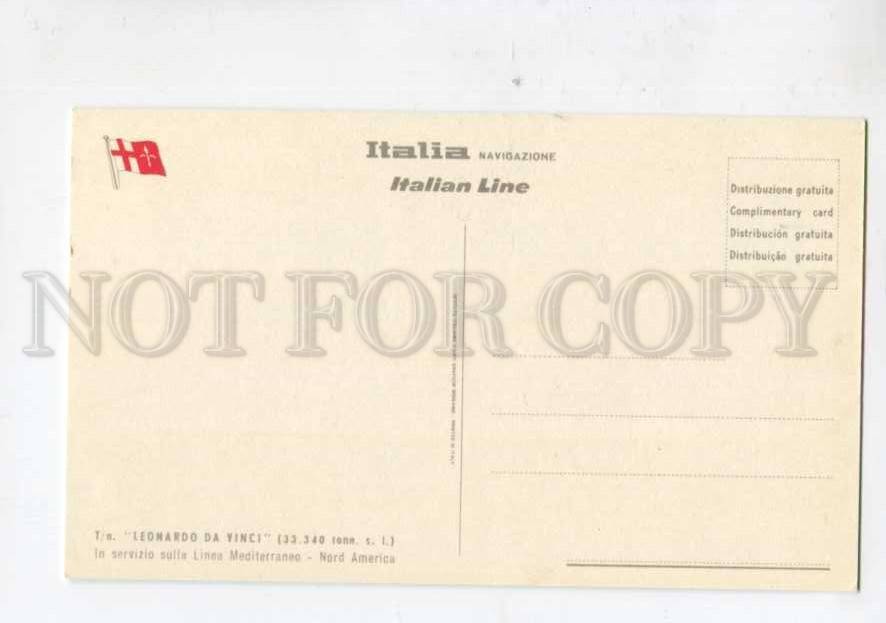 Italia NAVIGAZIONE
Italian Line
Distribuzione gratuita
Complimentary card
Distribución gratuita
Distribuição gratuita
NOT FOR COPY
T/n. "LEONARDO DA VINCI" (33.340 tonn. s. l.)
In servizio sulla Linea Mediterraneo - Nord America